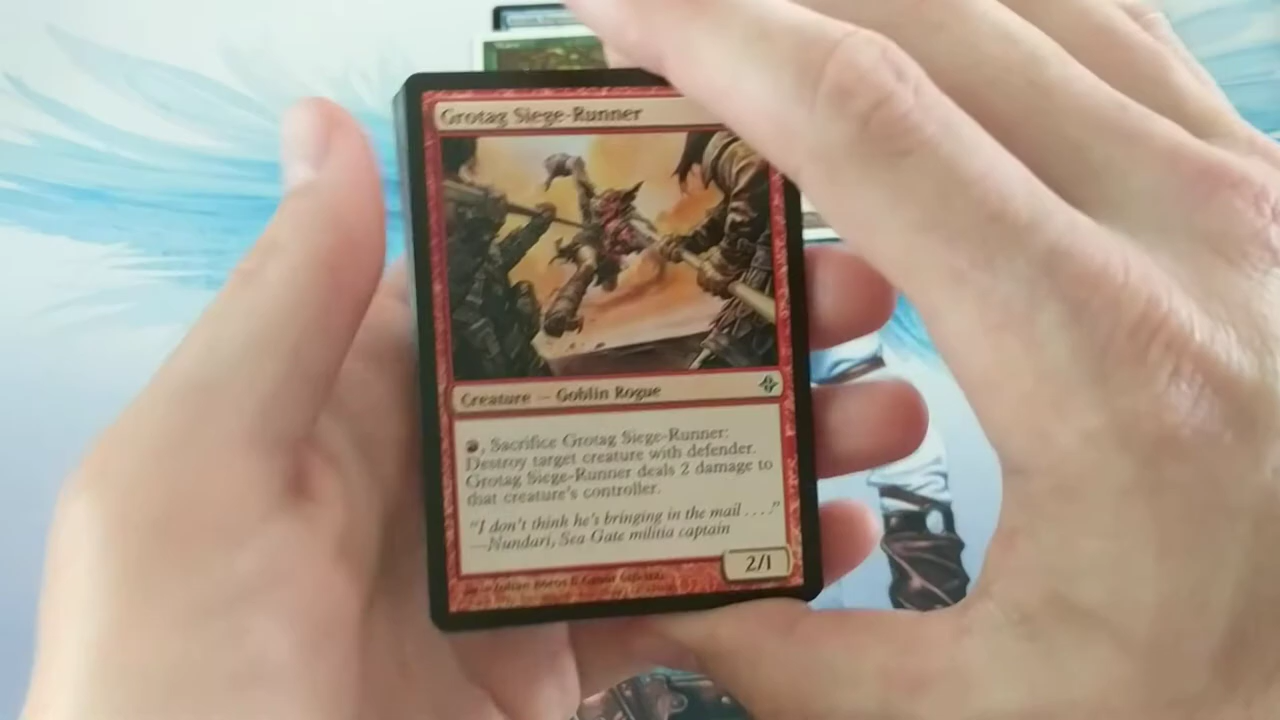 Grotag Siege-Runner
Creature — Goblin Rogue
, Sacrifice Grotag Siege-Runner:
Destroy target creature with defender.
Grotag Siege-Runner deals 2 damage to
that creature's controller.
"I don't think he's bringing in the mail . . . ."
—Nundari, Sea Gate militia captain
2/1